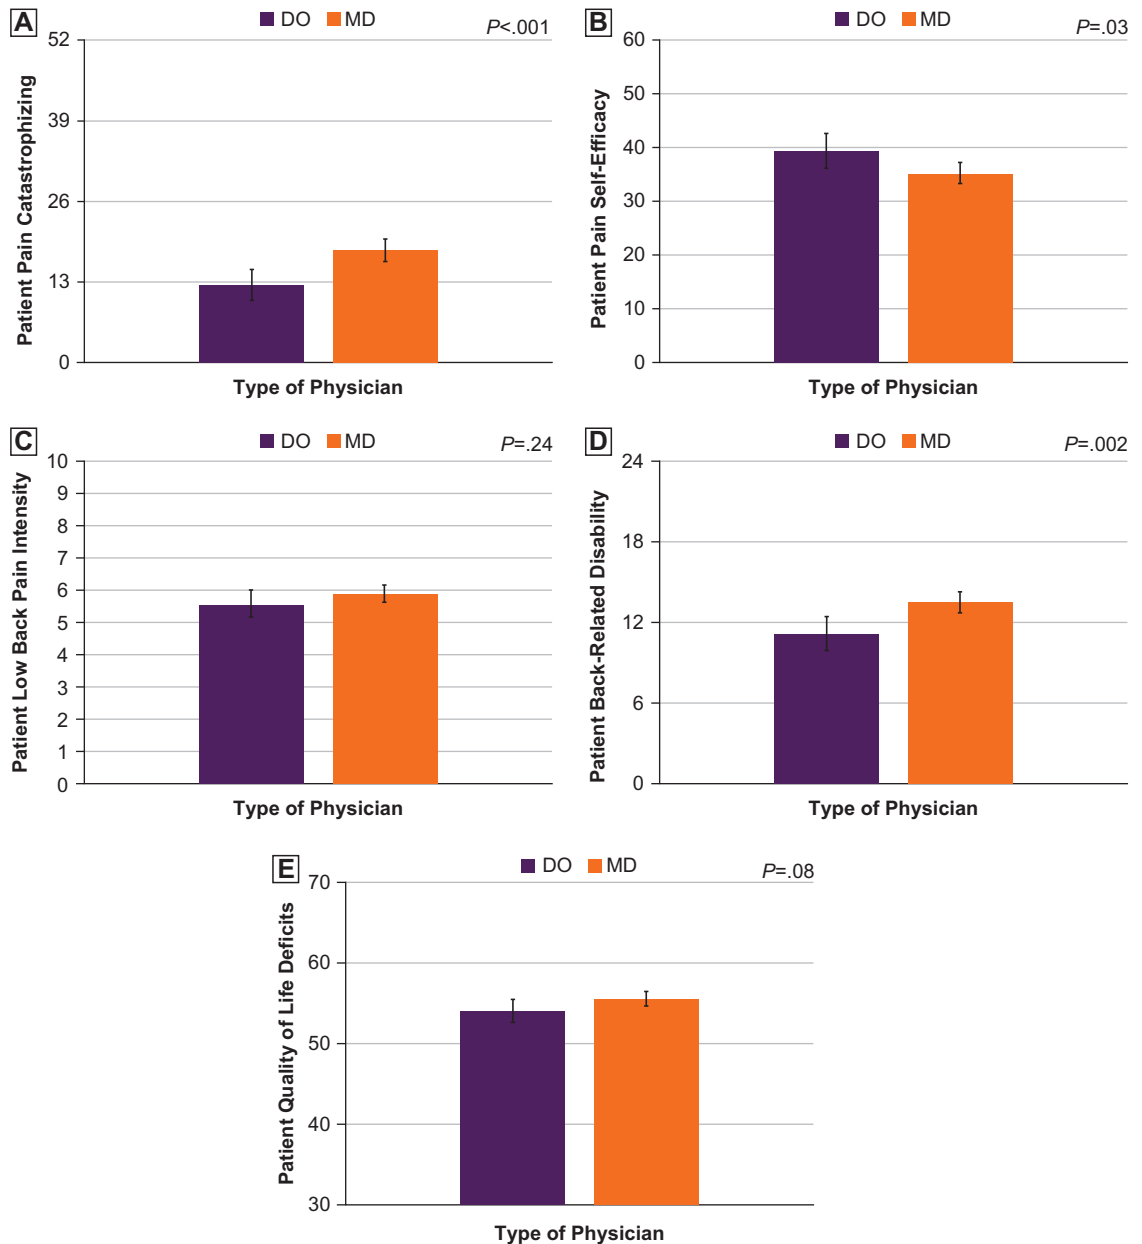 A
DO MD
P<.001
52
39
26
13
0
Patient Pain Catastrophizing
Type of Physician
B
DO MD
P=.03
60
50
40
30
20
10
0
Patient Pain Self-Efficacy
Type of Physician
C
DO MD
P=.24
10
9
8
7
6
5
4
3
2
1
0
Patient Low Back Pain Intensity
Type of Physician
D
DO MD
P=.002
24
18
12
6
0
Patient Back-Related Disability
Type of Physician
E
DO MD
P=.08
70
60
50
40
30
Patient Quality of Life Deficits
Type of Physician